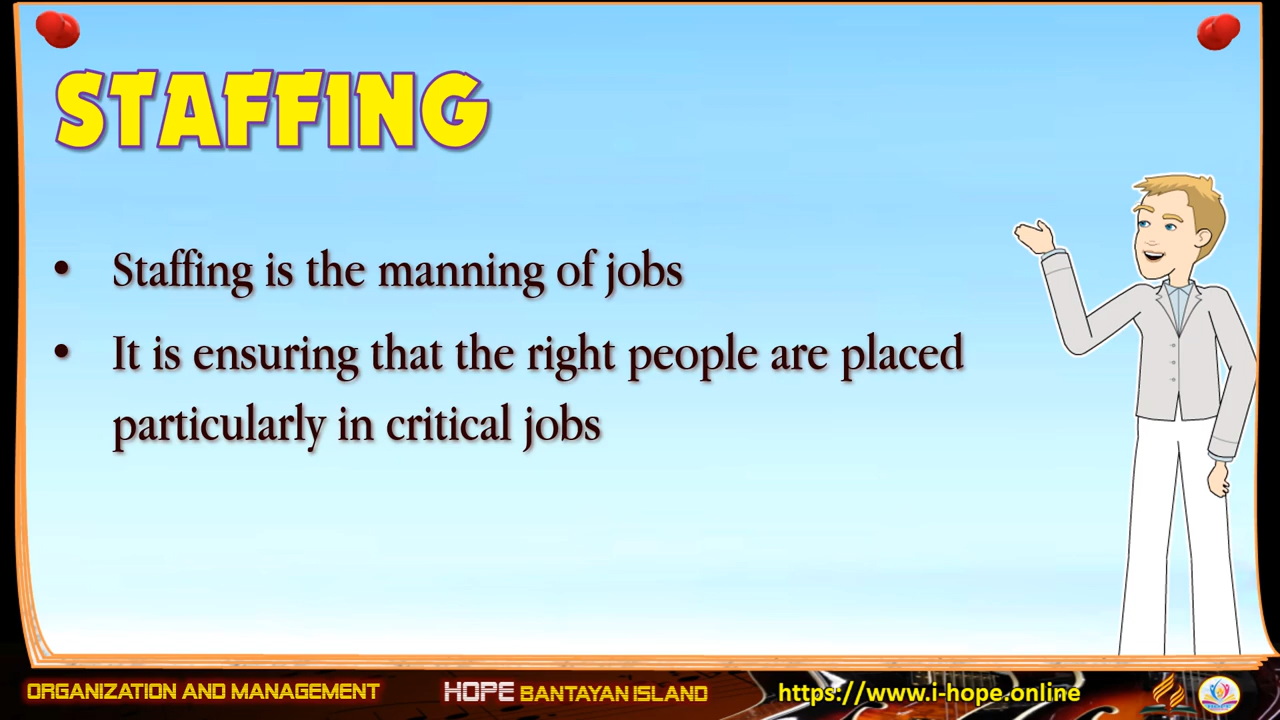 STAFFING
• Staffing is the manning of jobs
• It is ensuring that the right people are placed
particularly in critical jobs
ORGANIZATION AND MANAGEMENT
HOPE BANTAYAN ISLAND
https://www.i-hope.online